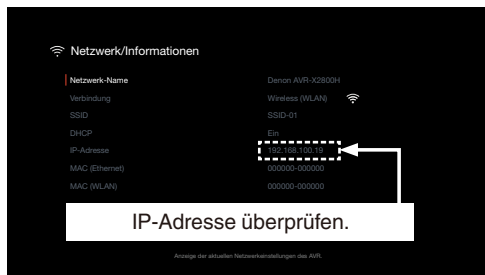 Netzwerk/Informationen
Netzwerk-Name Denon AVR-X2800H
Verbindung Wireless (WLAN)
SSID SSID-01
DHCP Ein
IP-Adresse 192.168.100.19
MAC (Ethernet) 000000-000000
MAC (WLAN) 000000-000000
IP-Adresse überprüfen.
Anzeige der aktuellen Netzwerkeinstellungen des AVR.